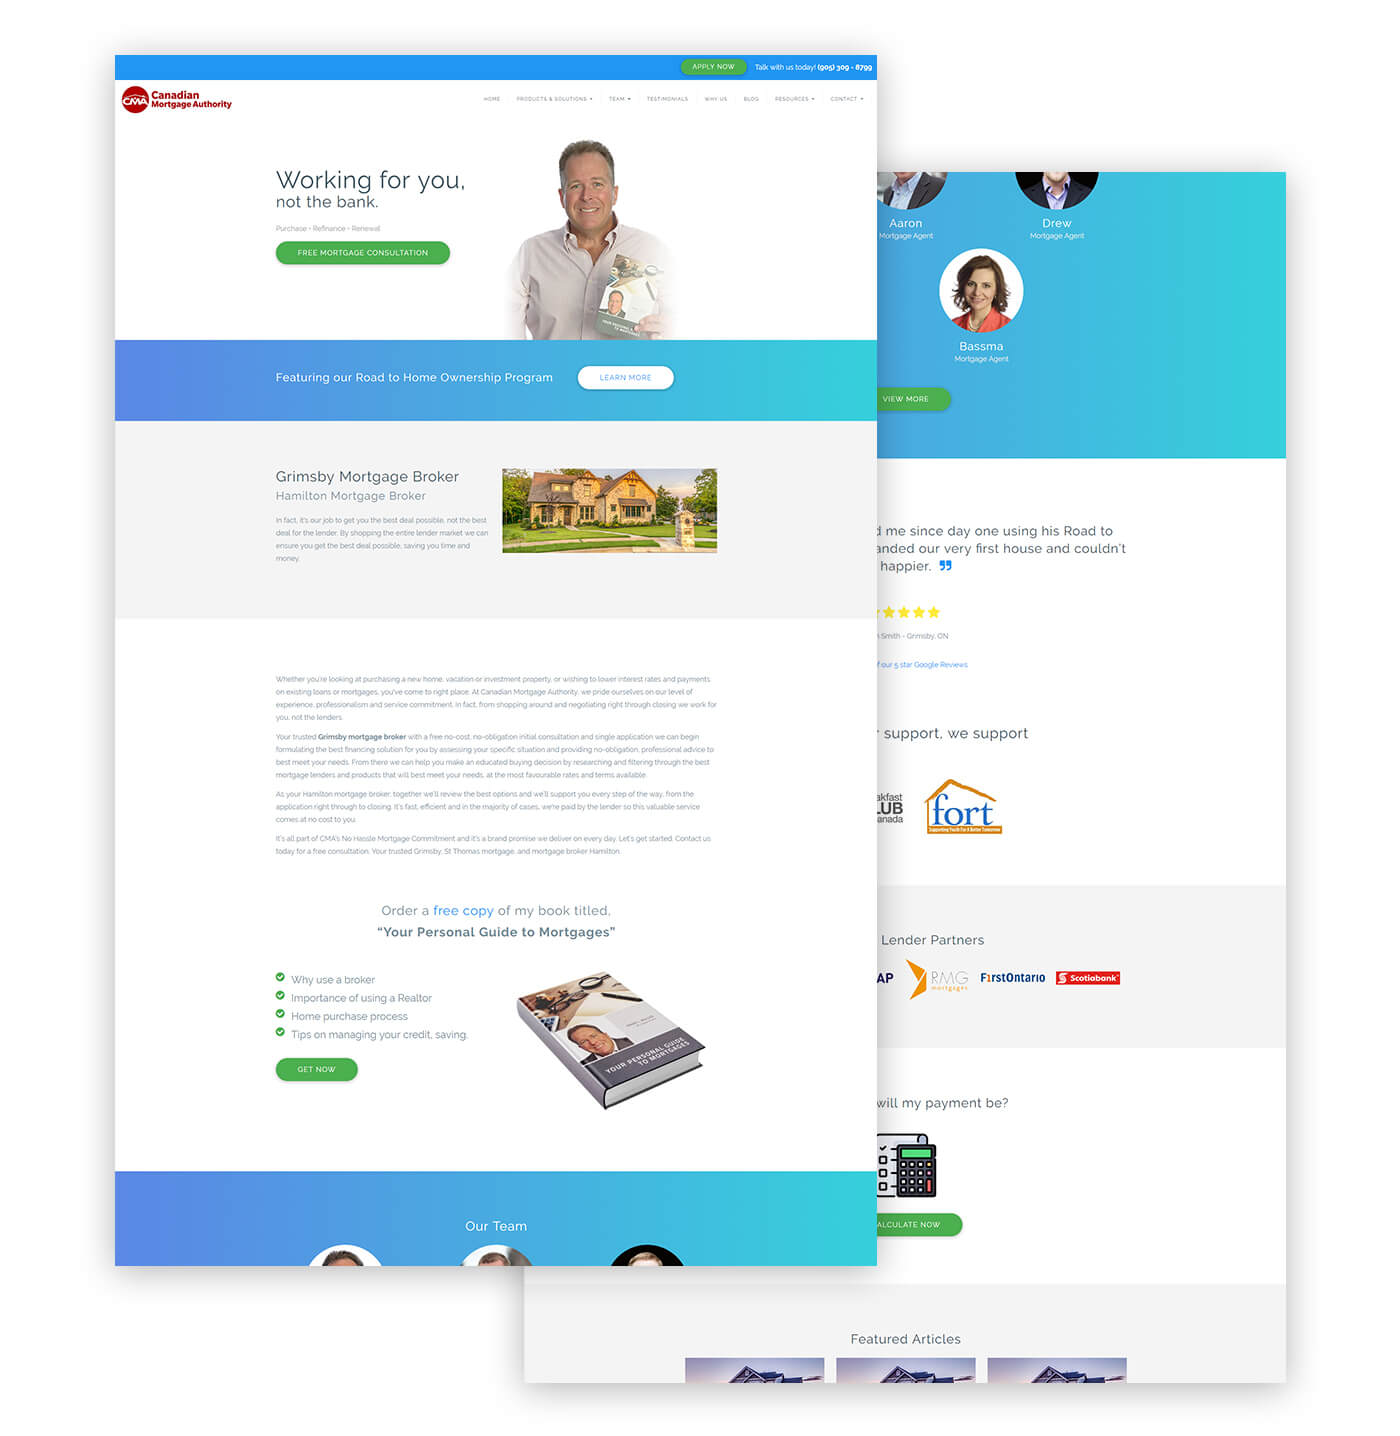 APPLY NOW
Talk with us today! (905) 309 - 8799
CMA
Canadian
Mortgage Authority
HOME
PRODUCTS & SOLUTIONS
TEAM
TESTIMONIALS
WHY US
BLOG
RESOURCES
CONTACT
Working for you,
not the bank.
Purchase • Refinance • Renewal
FREE MORTGAGE CONSULTATION
YOUR PERSONAL
TO MORTGAGES
Featuring our Road to Home Ownership Program
LEARN MORE
Grimsby Mortgage Broker
Hamilton Mortgage Broker
In fact, it's our job to get you the best deal possible, not the best
deal for the lender. By shopping the entire lender market we can
ensure you get the best deal possible, saving you time and
money.
Whether you're looking at purchasing a new home, vacation or investment property, or wishing to lower interest rates and payments
on existing loans or mortgages, you've come to right place. At Canadian Mortgage Authority, we pride ourselves on our level of
experience, professionalism and service commitment. In fact, from shopping around and negotiating right through closing we work for
you, not the lenders.
Your trusted Grimsby mortgage broker with a free no-cost, no-obligation initial consultation and single application we can begin
formulating the best financing solution for you by assessing your specific situation and providing no-obligation, professional advice to
best meet your needs. From there we can help you make an educated buying decision by researching and filtering through the best
mortgage lenders and products that will best meet your needs, at the most favourable rates and terms available.
As your Hamilton mortgage broker, together we'll review the best options and we'll support you every step of the way, from the
application right through to closing. It's fast, efficient and in the majority of cases, we're paid by the lender so this valuable service
comes at no cost to you.
It's all part of CMA's No Hassle Mortgage Commitment and it's a brand promise we deliver on every day. Let's get started. Contact us
today for a free consultation. Your trusted Grimsby, St Thomas mortgage, and mortgage broker Hamilton.
Order a free copy of my book titled,
“Your Personal Guide to Mortgages”
Why use a broker
Importance of using a Realtor
Home purchase process
Tips on managing your credit, saving.
GET NOW
YOUR PERSONAL GUIDE
TO MORTGAGES
Our Team
Aaron
Mortgage Agent
Drew
Mortgage Agent
Bassma
Mortgage Agent
VIEW MORE
d me since day one using his Road to
anded our very first house and couldn't
happier.
Smith - Grimsby, ON
of our 5 star Google Reviews
support, we support
akfast
LUB
anada
fort
Supporting Youth For A Better Tomorrow
Lender Partners
AP
RMG
mortgages
FirstOntario
Scotiabank
will my payment be?
ALCULATE NOW
Featured Articles